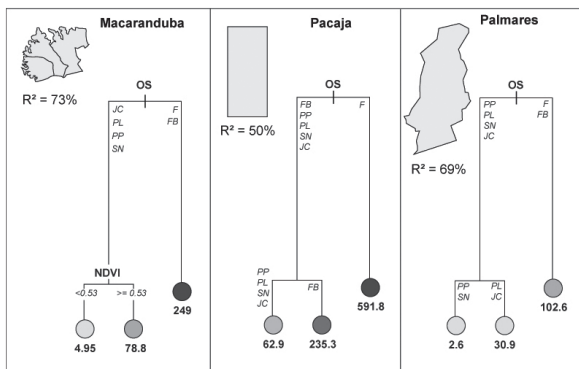 Macaranduba
R² = 73%
OS
JC
PL
PP
SN
F
FB
NDVI
<0.53
>= 0.53
249
4.95
78.8
Pacaja
R² = 50%
OS
FB
PP
PL
SN
JC
F
PP
PL
SN
JC
FB
591.8
62.9
235.3
Palmares
R² = 69%
OS
PP
PL
SN
JC
F
FB
PP
SN
PL
JC
102.6
2.6
30.9